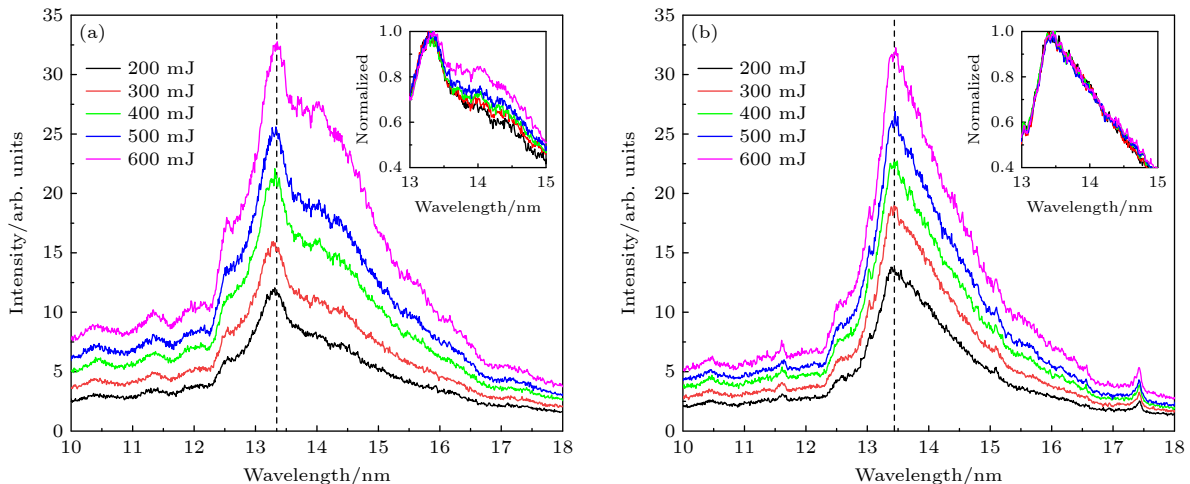 (a)
Intensity/arb. units
35
30
25
20
15
10
5
0
200 mJ
300 mJ
400 mJ
500 mJ
600 mJ
Normalized
1.0
0.8
0.6
0.4
13 14 15
Wavelength/nm
10 11 12 13 14 15 16 17 18
Wavelength/nm
(b)
Intensity/arb. units
35
30
25
20
15
10
5
0
200 mJ
300 mJ
400 mJ
500 mJ
600 mJ
Normalized
1.0
0.8
0.6
0.4
13 14 15
Wavelength/nm
10 11 12 13 14 15 16 17 18
Wavelength/nm